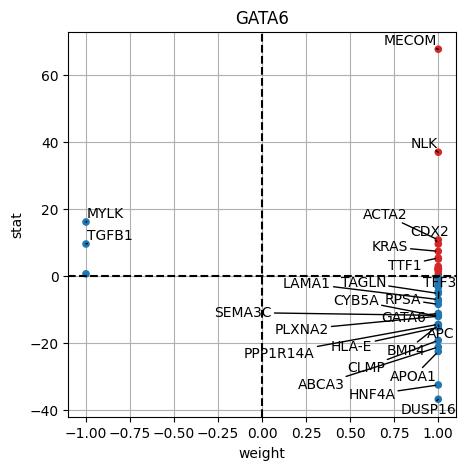 GATA6
MECOM
NLK
ACTA2
CDX2
KRAS
TTF1
MYLK
TGFB1
LAMA1
TAGLN
TFF3
CYB5A
RPSA
SEMA3C
GATA6
PLXNA2
APC
HLA-E
PPP1R14A
BMP4
CLMP
APOA1
ABCA3
HNF4A
DUSP16
stat
60
40
20
0
−20
−40
−1.00
−0.75
−0.50
−0.25
0.00
0.25
0.50
0.75
1.00
weight